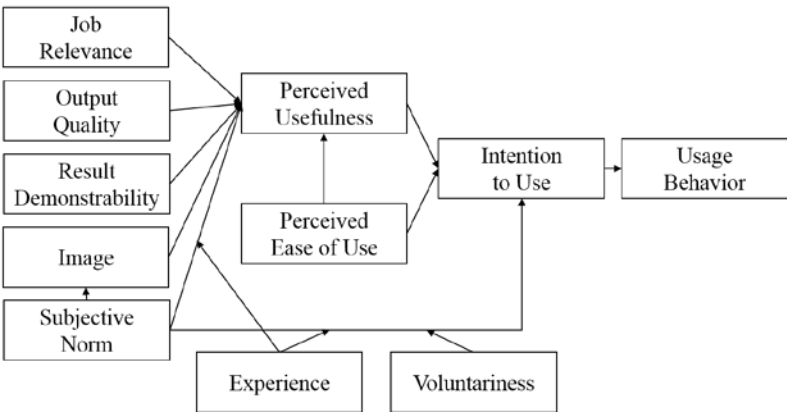 Job
Relevance
Output
Quality
Result
Demonstrability
Image
Subjective
Norm
Perceived
Usefulness
Perceived
Ease of Use
Intention
to Use
Usage
Behavior
Experience
Voluntariness